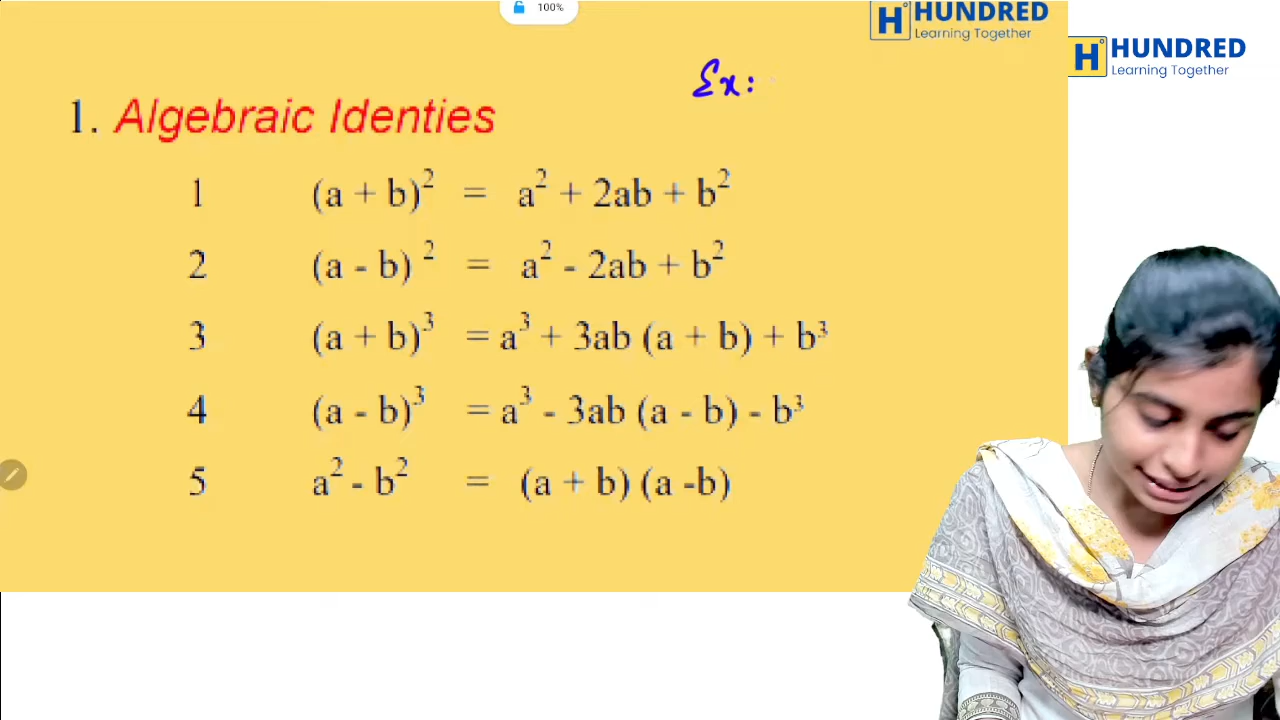 100%
H° HUNDRED
Learning Together
H° HUNDRED
Learning Together
Ex:
1. Algebraic Identies
1 (a + b)² = a² + 2ab + b²
2 (a - b) ² = a² - 2ab + b²
3 (a + b)³ = a³ + 3ab (a + b) + b³
4 (a - b)³ = a³ - 3ab (a - b) - b³
5 a² - b² = (a + b) (a -b)